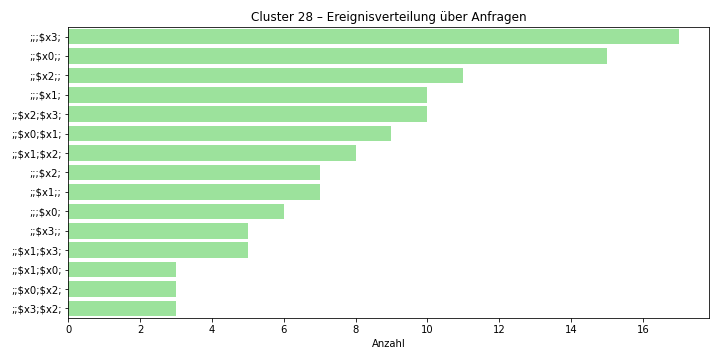 Cluster 28 – Ereignisverteilung über Anfragen
;;;$x3;
;;$x0;;
;;$x2;;
;;;$x1;
;;$x2;$x3;
;;$x0;$x1;
;;$x1;$x2;
;;;$x2;
;;$x1;;
;;;$x0;
;;$x3;;
;;$x1;$x3;
;;$x1;$x0;
;;$x0;$x2;
;;$x3;$x2;
0 2 4 6 8 10 12 14 16
Anzahl